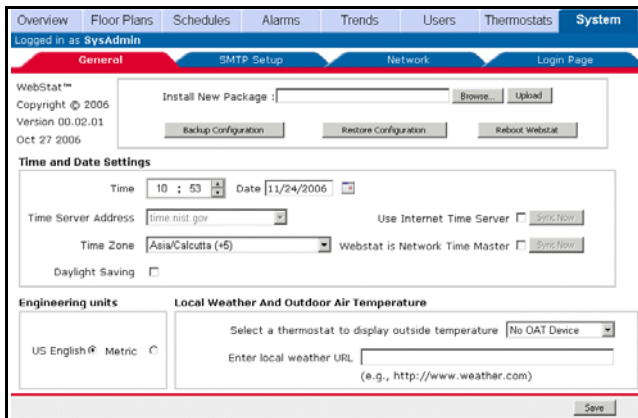 Overview Floor Plans Schedules Alarms Trends Users Thermostats System
Logged in as SysAdmin
General SMTP Setup Network Login Page
WebStat™
Copyright © 2006
Version 00.02.01
Oct 27 2006
Install New Package : Browse... Upload
Backup Configuration Restore Configuration Reboot Webstat
Time and Date Settings
Time 10 : 53 Date 11/24/2006
Time Server Address time.nist.gov Use Internet Time Server Sync Now
Time Zone Asia/Calcutta (+5) Webstat is Network Time Master Sync Now
Daylight Saving
Engineering units
US English Metric
Local Weather And Outdoor Air Temperature
Select a thermostat to display outside temperature No OAT Device
Enter local weather URL
(e.g., http://www.weather.com)
Save